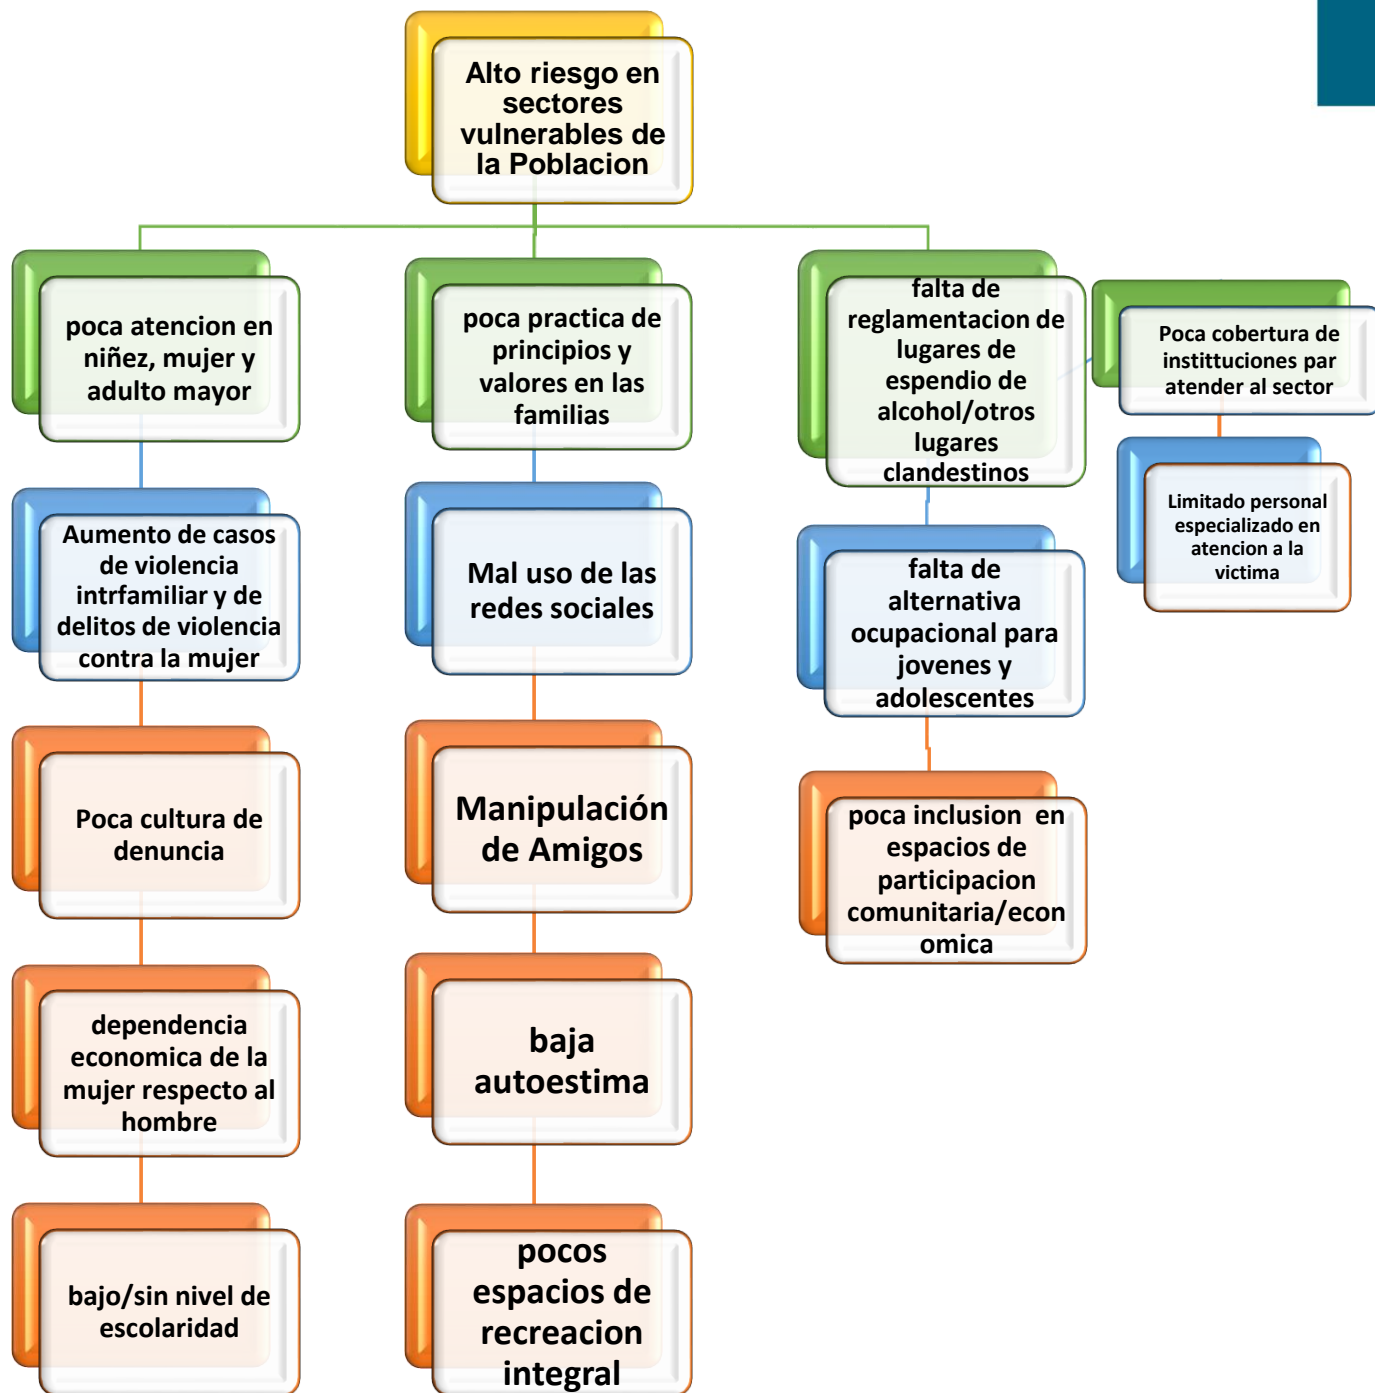 Alto riesgo en
sectores
vulnerables de
la Poblacion
poca atencion en
niñez, mujer y
adulto mayor
Aumento de casos
de violencia
intrfamiliar y de
delitos de violencia
contra la mujer
Poca cultura de
denuncia
dependencia
economica de la
mujer respecto al
hombre
bajo/sin nivel de
escolaridad
poca practica de
principios y
valores en las
familias
Mal uso de las
redes sociales
Manipulación
de Amigos
baja
autoestima
pocos
espacios de
recreacion
integral
falta de
reglamentacion de
lugares de
espendio de
alcohol/otros
lugares
clandestinos
falta de
alternativa
ocupacional para
jovenes y
adolescentes
poca inclusion en
espacios de
participacion
comunitaria/econ
omica
Poca cobertura de
instittuciones par
atender al sector
Limitado personal
especializado en
atencion a la
victima